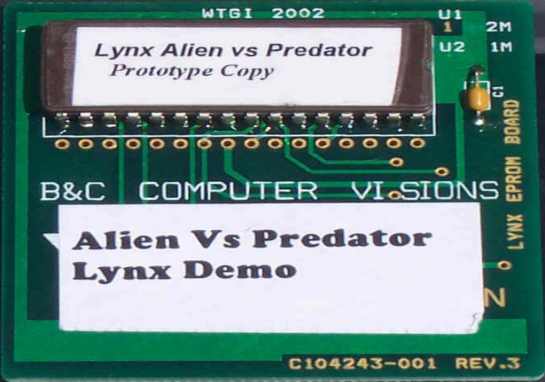 WTGI 2002
U1
1 2M
U2 1M
Lynx Alien vs Predator
Prototype Copy
C1
LYNX EPROM BOARD
B&C COMPUTER VISIONS
Alien Vs Predator
Lynx Demo
N
C104243-001 REV.3